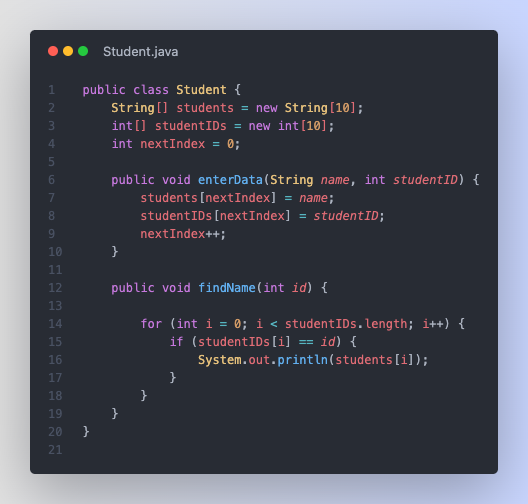 Student.java
1 public class Student {
2     String[] students = new String[10];
3     int[] studentIDs = new int[10];
4     int nextIndex = 0;
5
6     public void enterData(String name, int studentID) {
7         students[nextIndex] = name;
8         studentIDs[nextIndex] = studentID;
9         nextIndex++;
10     }
11
12     public void findName(int id) {
13
14         for (int i = 0; i < studentIDs.length; i++) {
15             if (studentIDs[i] == id) {
16                 System.out.println(students[i]);
17             }
18         }
19     }
20 }
21